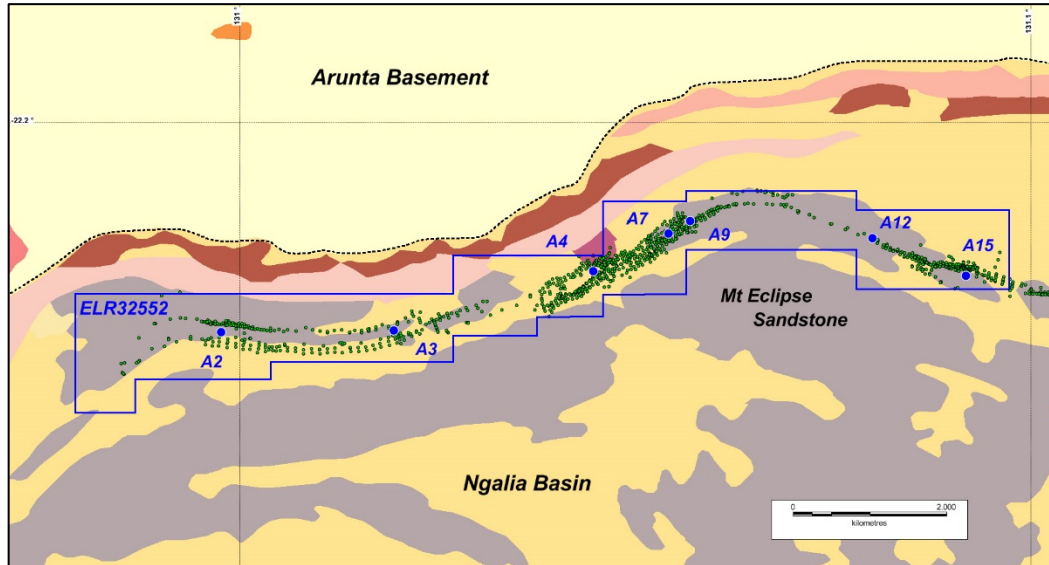 131 °
131.1 °
Arunta Basement
-22.2 °
A7
A4
A9
A12
A15
ELR32552
Mt Eclipse
Sandstone
A3
A2
Ngalia Basin
0
2.000
kilometres